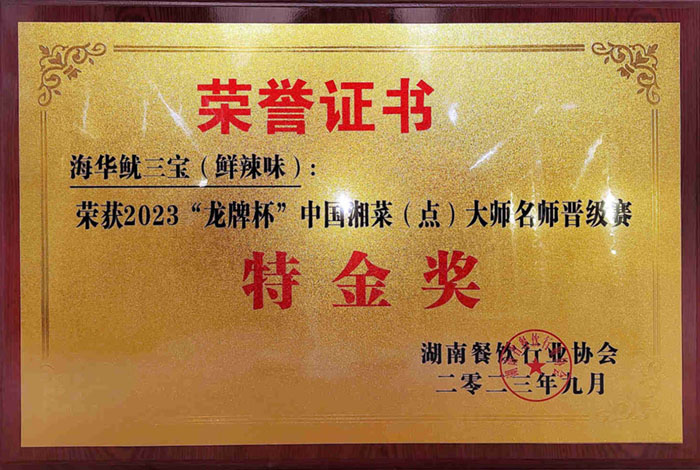 荣誉证书
海华鱿三宝（鲜辣味）：
荣获2023“龙牌杯”中国湘菜（点）大师名师晋级赛
特金奖
湖南餐饮行业协会
二零二三年九月